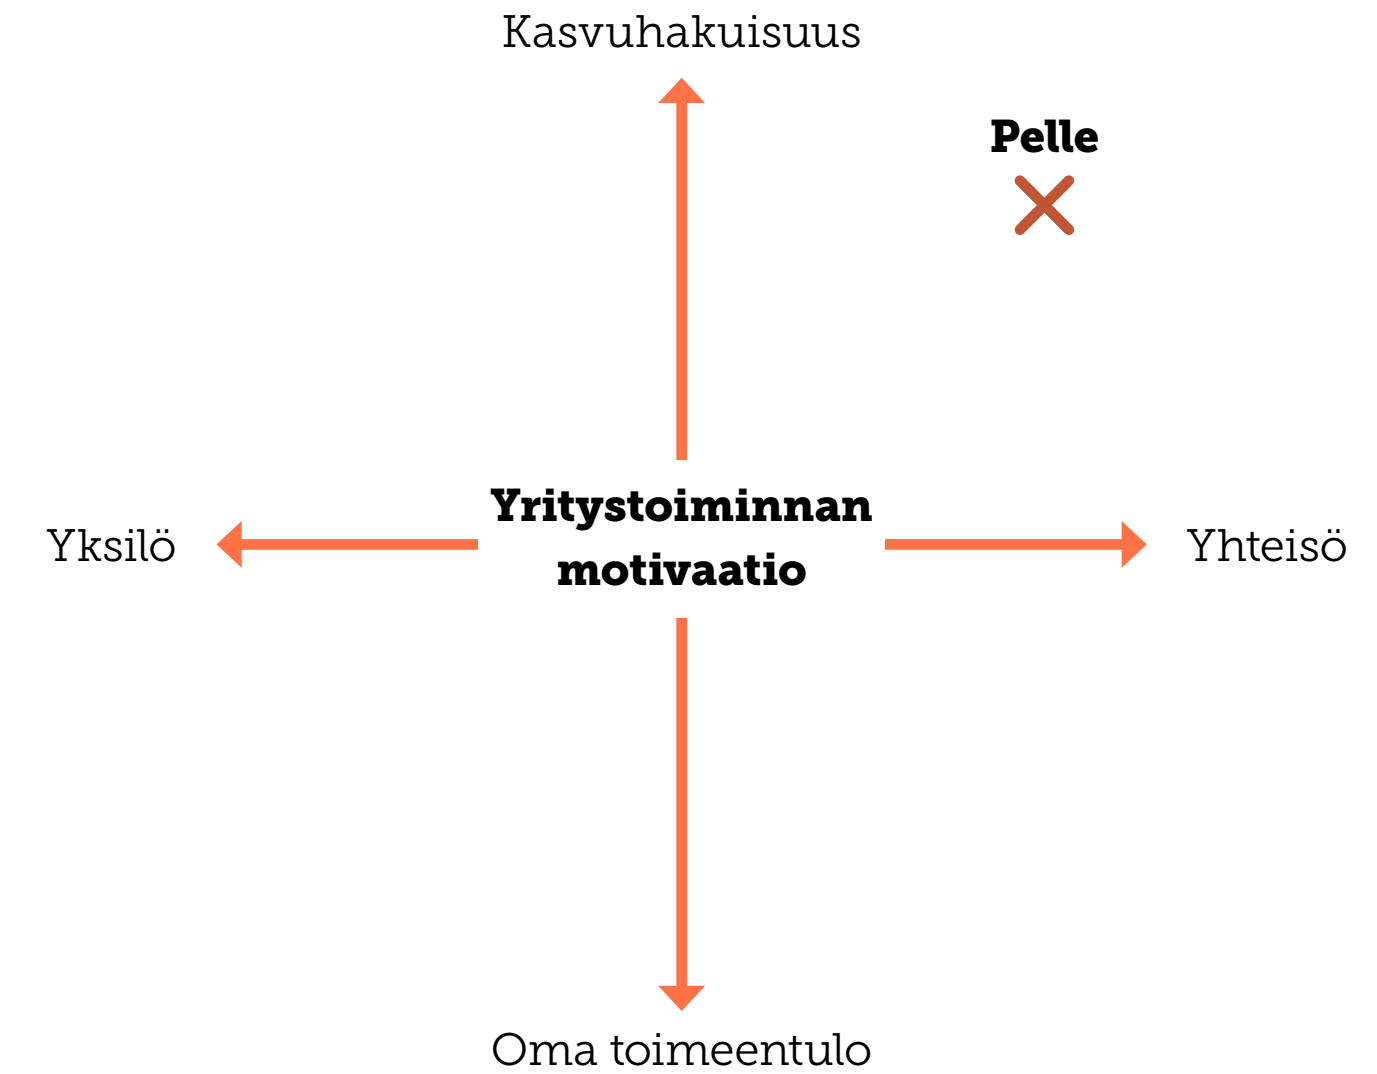 Kasvuhakuisuus
Pelle
Yritystoiminnan
motivaatio
Yksilö
Yhteisö
Oma toimeentulo